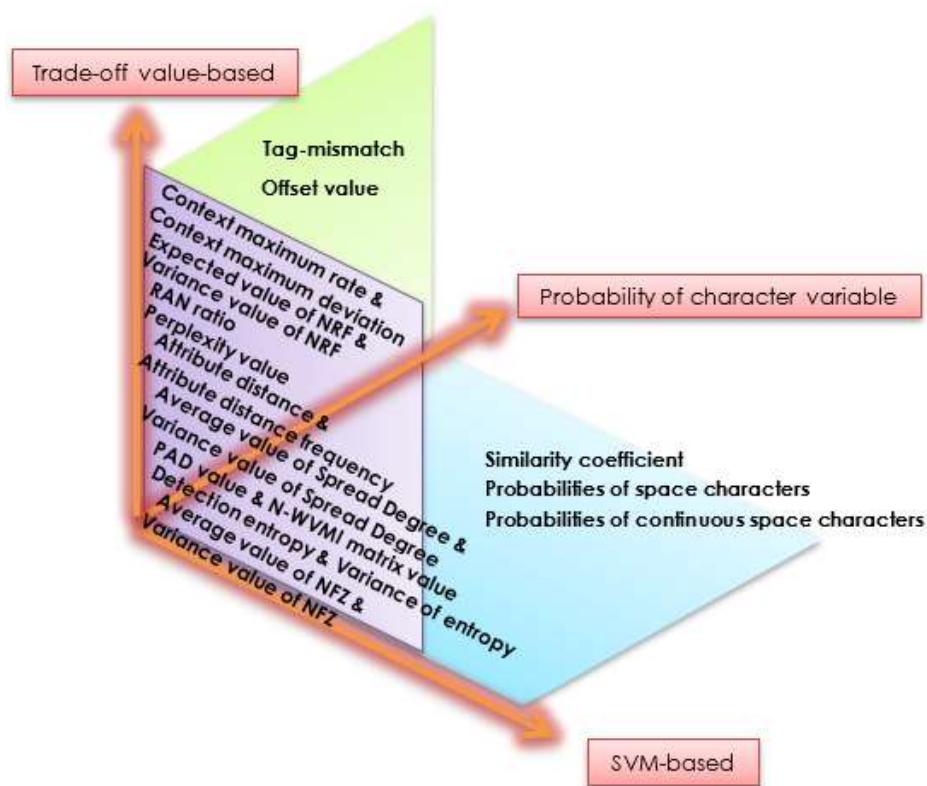 Trade-off value-based
Tag-mismatch
Offset value
Context maximum rate &
Context maximum deviation
Expected value of NRF &
Variance value of NRF
RAN ratio
Perplexity value
Attribute distance &
Attribute distance frequency
Average value of Spread Degree &
Variance value of Spread Degree
PAD value & N-WVMI matrix value
Detection entropy & Variance of entropy
Average value of NFZ &
Variance value of NFZ
Probability of character variable
Similarity coefficient
Probabilities of space characters
Probabilities of continuous space characters
SVM-based